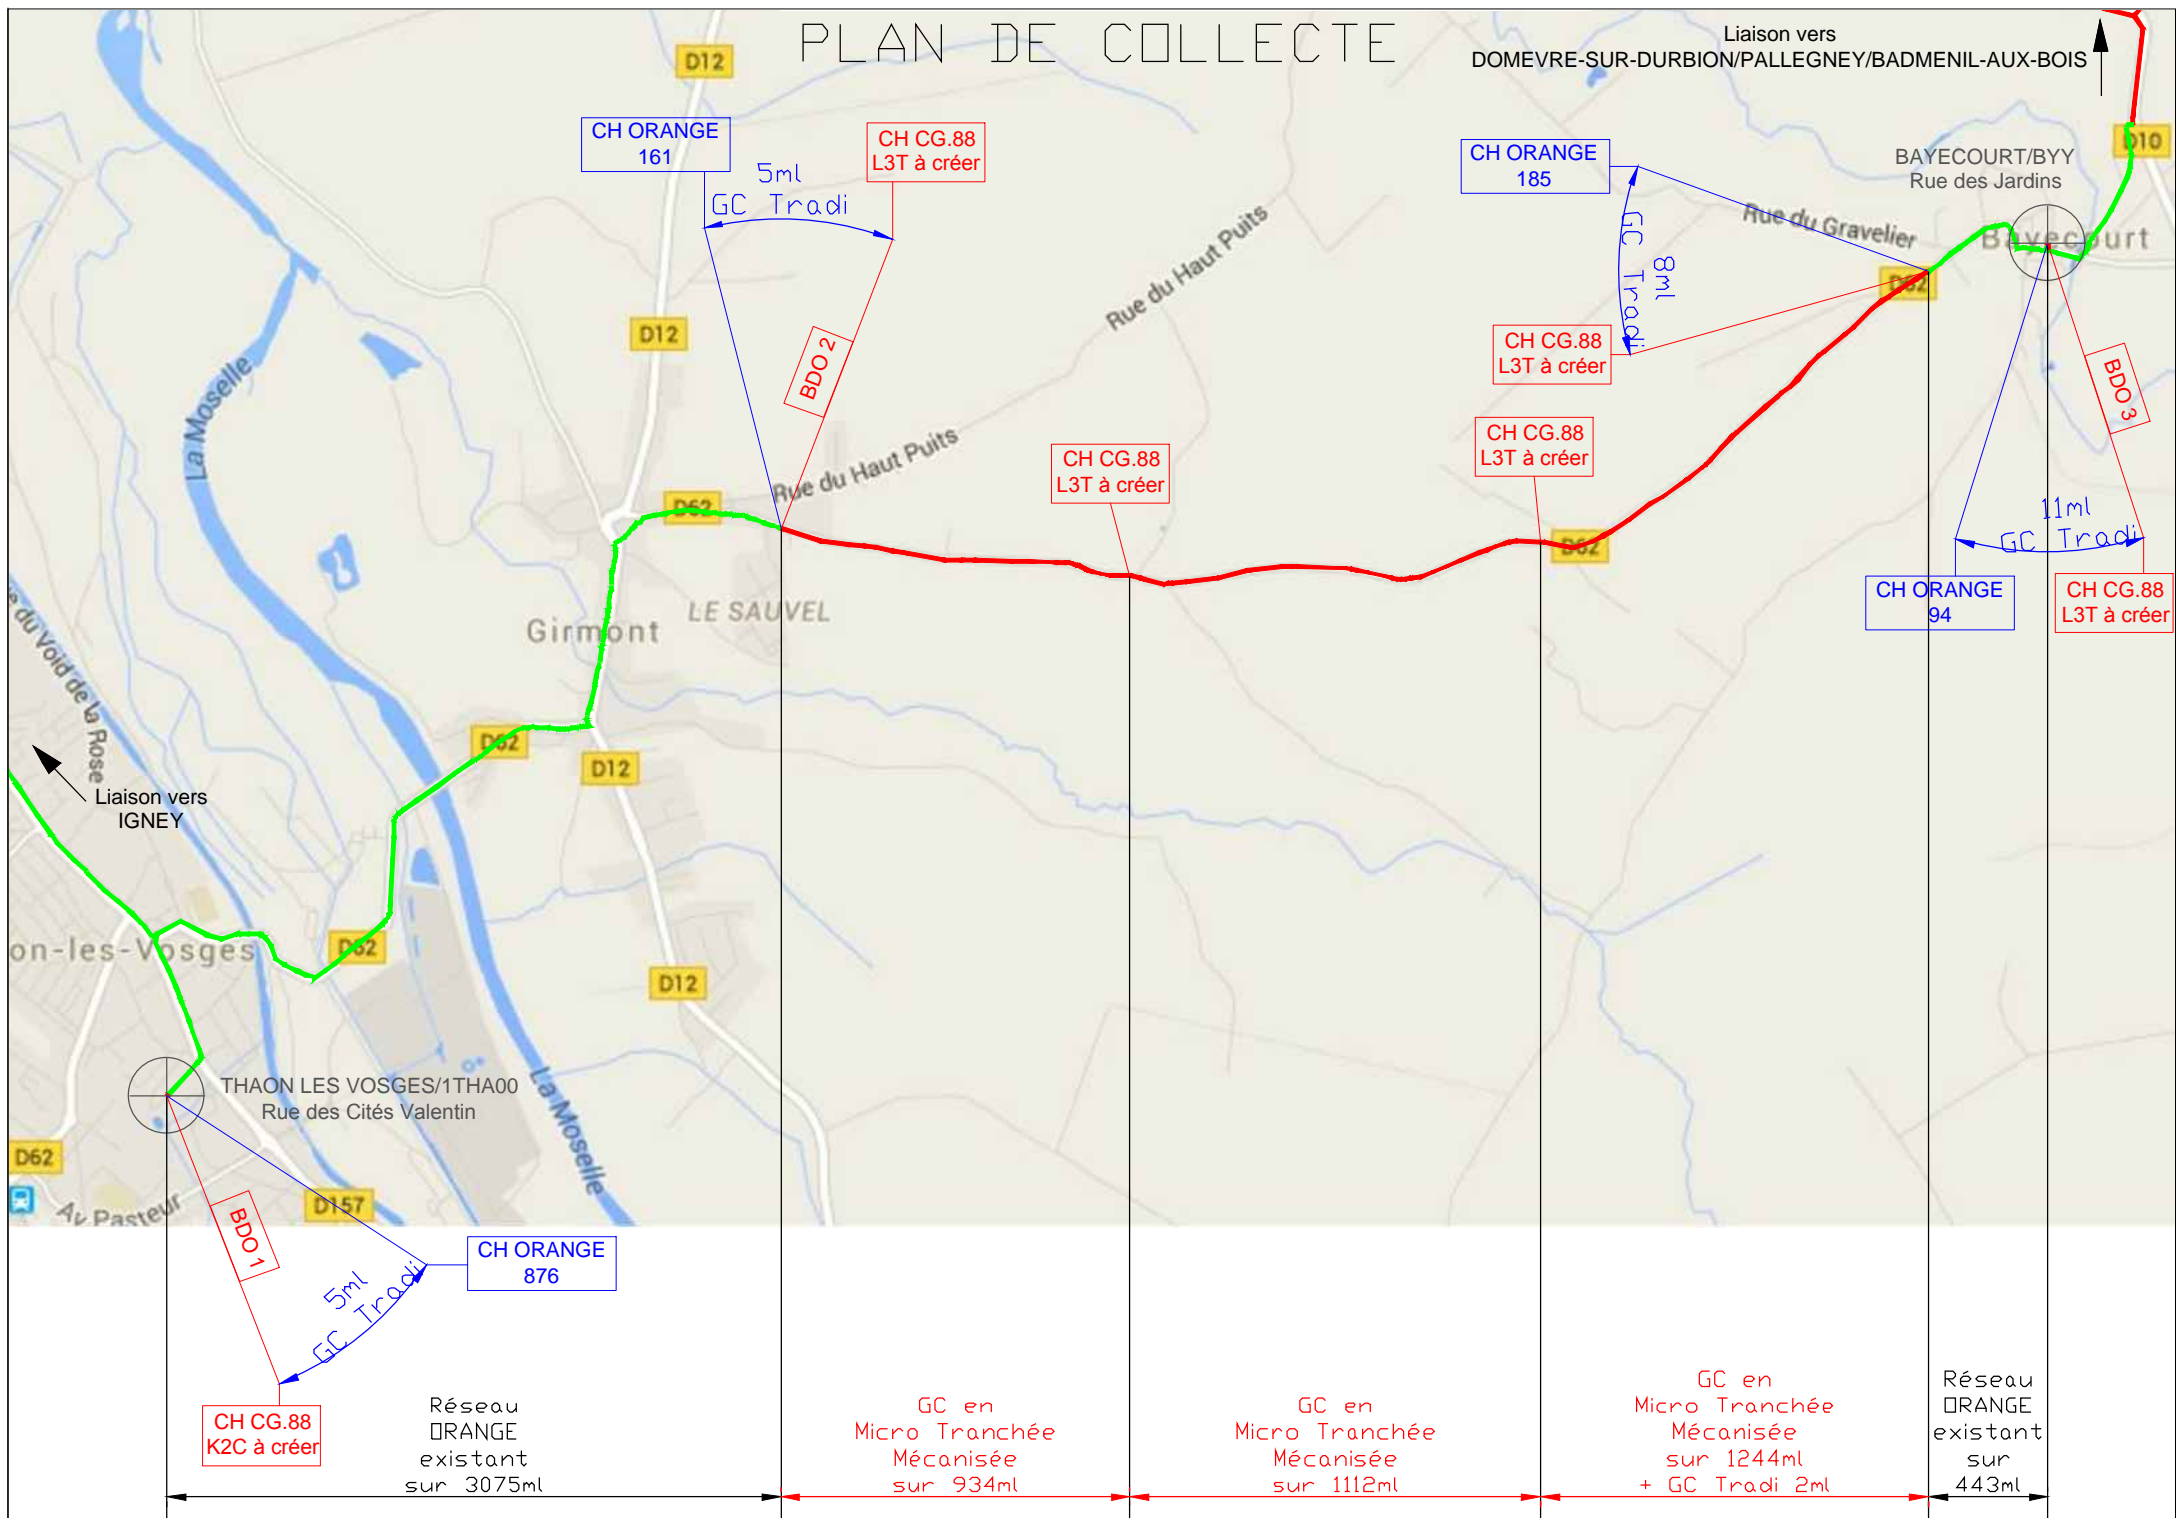 PLAN DE COLLECTE
Liaison vers
DOMEVRE-SUR-DURBION/PALLEGNEY/BADMENIL-AUX-BOIS
D12
CH ORANGE
161
5ml
GC Tradi
CH CG.88
L3T à créer
BDO 2
CH ORANGE
185
8ml
GC Tradi
CH CG.88
L3T à créer
D10
BAYECOURT/BYY
Rue des Jardins
Rue du Gravelier
Bayecourt
D62
BDO 3
Rue du Haut Puits
D12
La Moselle
Rue du Haut Puits
CH CG.88
L3T à créer
CH CG.88
L3T à créer
D62
D62
11ml
GC Tradi
CH ORANGE
94
CH CG.88
L3T à créer
LE SAUVEL
Girmont
du Void de la Rose
D62
D12
Liaison vers
IGNEY
on-les-Vosges
D62
D12
THAON LES VOSGES/1THA00
Rue des Cités Valentin
La Moselle
D62
Av Pasteur
D157
BDO 1
CH ORANGE
876
5ml
GC Tradi
CH CG.88
K2C à créer
Réseau
ORANGE
existant
sur 3075ml
GC en
Micro Tranchée
Mécanisée
sur 934ml
GC en
Micro Tranchée
Mécanisée
sur 1112ml
GC en
Micro Tranchée
Mécanisée
sur 1244ml
+ GC Tradi 2ml
Réseau
ORANGE
existant
sur
443ml